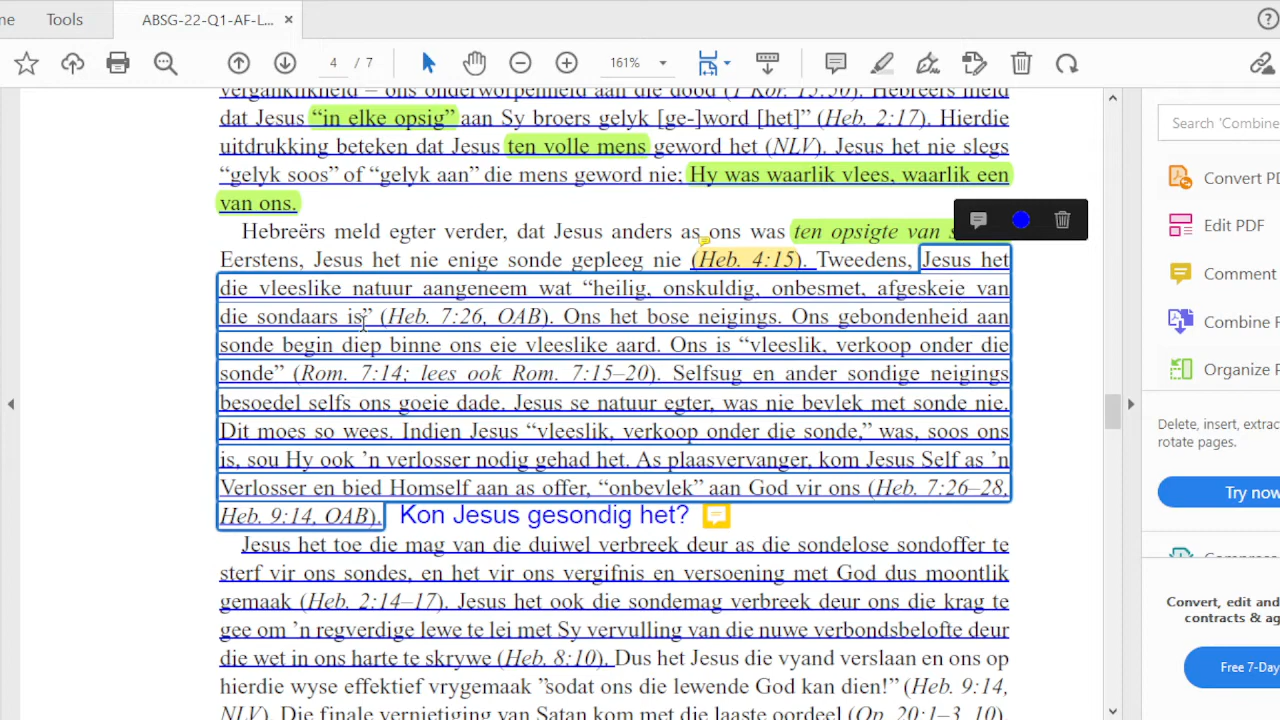 Tools
ABSG-22-Q1-AF-L...
4 / 7
161%
Search 'Combine
Convert
Edit PDF
Comment
Combine
Organize
Delete, insert, extrac
rotate pages.
Try now
Convert, edit and
contracts &
Free 7-Day
verganklikheid – ons onderworpenheid aan die dood (1 Kor. 15:50). Hebreërs meld
dat Jesus “in elke opsig” aan Sy broers gelyk [ge-]word [het]” (Heb. 2:17). Hierdie
uitdrukking beteken dat Jesus ten volle mens geword het (NLV). Jesus het nie slegs
“gelyk soos” of “gelyk aan” die mens geword nie; Hy was waarlik vlees, waarlik een
van ons.
Hebreërs meld egter verder, dat Jesus anders as ons was ten opsigte van
Eerstens, Jesus het nie enige sonde gepleeg nie (Heb. 4:15). Tweedens, Jesus het
die vleeslike natuur aangeneem wat “heilig, onskuldig, onbesmet, afgeskeie van
die sondaars is” (Heb. 7:26, OAB). Ons het bose neigings. Ons gebondenheid aan
sonde begin diep binne ons eie vleeslike aard. Ons is “vleeslik, verkoop onder die
sonde” (Rom. 7:14; lees ook Rom. 7:15–20). Selfsug en ander sondige neigings
besoedel selfs ons goeie dade. Jesus se natuur egter, was nie bevlek met sonde nie.
Dit moes so wees. Indien Jesus “vleeslik, verkoop onder die sonde,” was, soos ons
is, sou Hy ook ’n verlosser nodig gehad het. As plaasvervanger, kom Jesus Self as ’n
Verlosser en bied Homself aan as offer, “onbevlek” aan God vir ons (Heb. 7:26–28,
Heb. 9:14, OAB). Kon Jesus gesondig het?
Jesus het toe die mag van die duiwel verbreek deur as die sondelose sondoffer te
sterf vir ons sondes, en het vir ons vergifnis en versoening met God dus moontlik
gemaak (Heb. 2:14–17). Jesus het ook die sondemag verbreek deur ons die krag te
gee om ’n regverdige lewe te lei met Sy vervulling van die nuwe verbondsbelofte deur
die wet in ons harte te skrywe (Heb. 8:10). Dus het Jesus die vyand verslaan en ons op
hierdie wyse effektief vrygemaak ”sodat ons die lewende God kan dien!” (Heb. 9:14,
NLV). Die finale vernietiging van Satan kom met die laaste oordeel (Op. 20:1–3, 10).